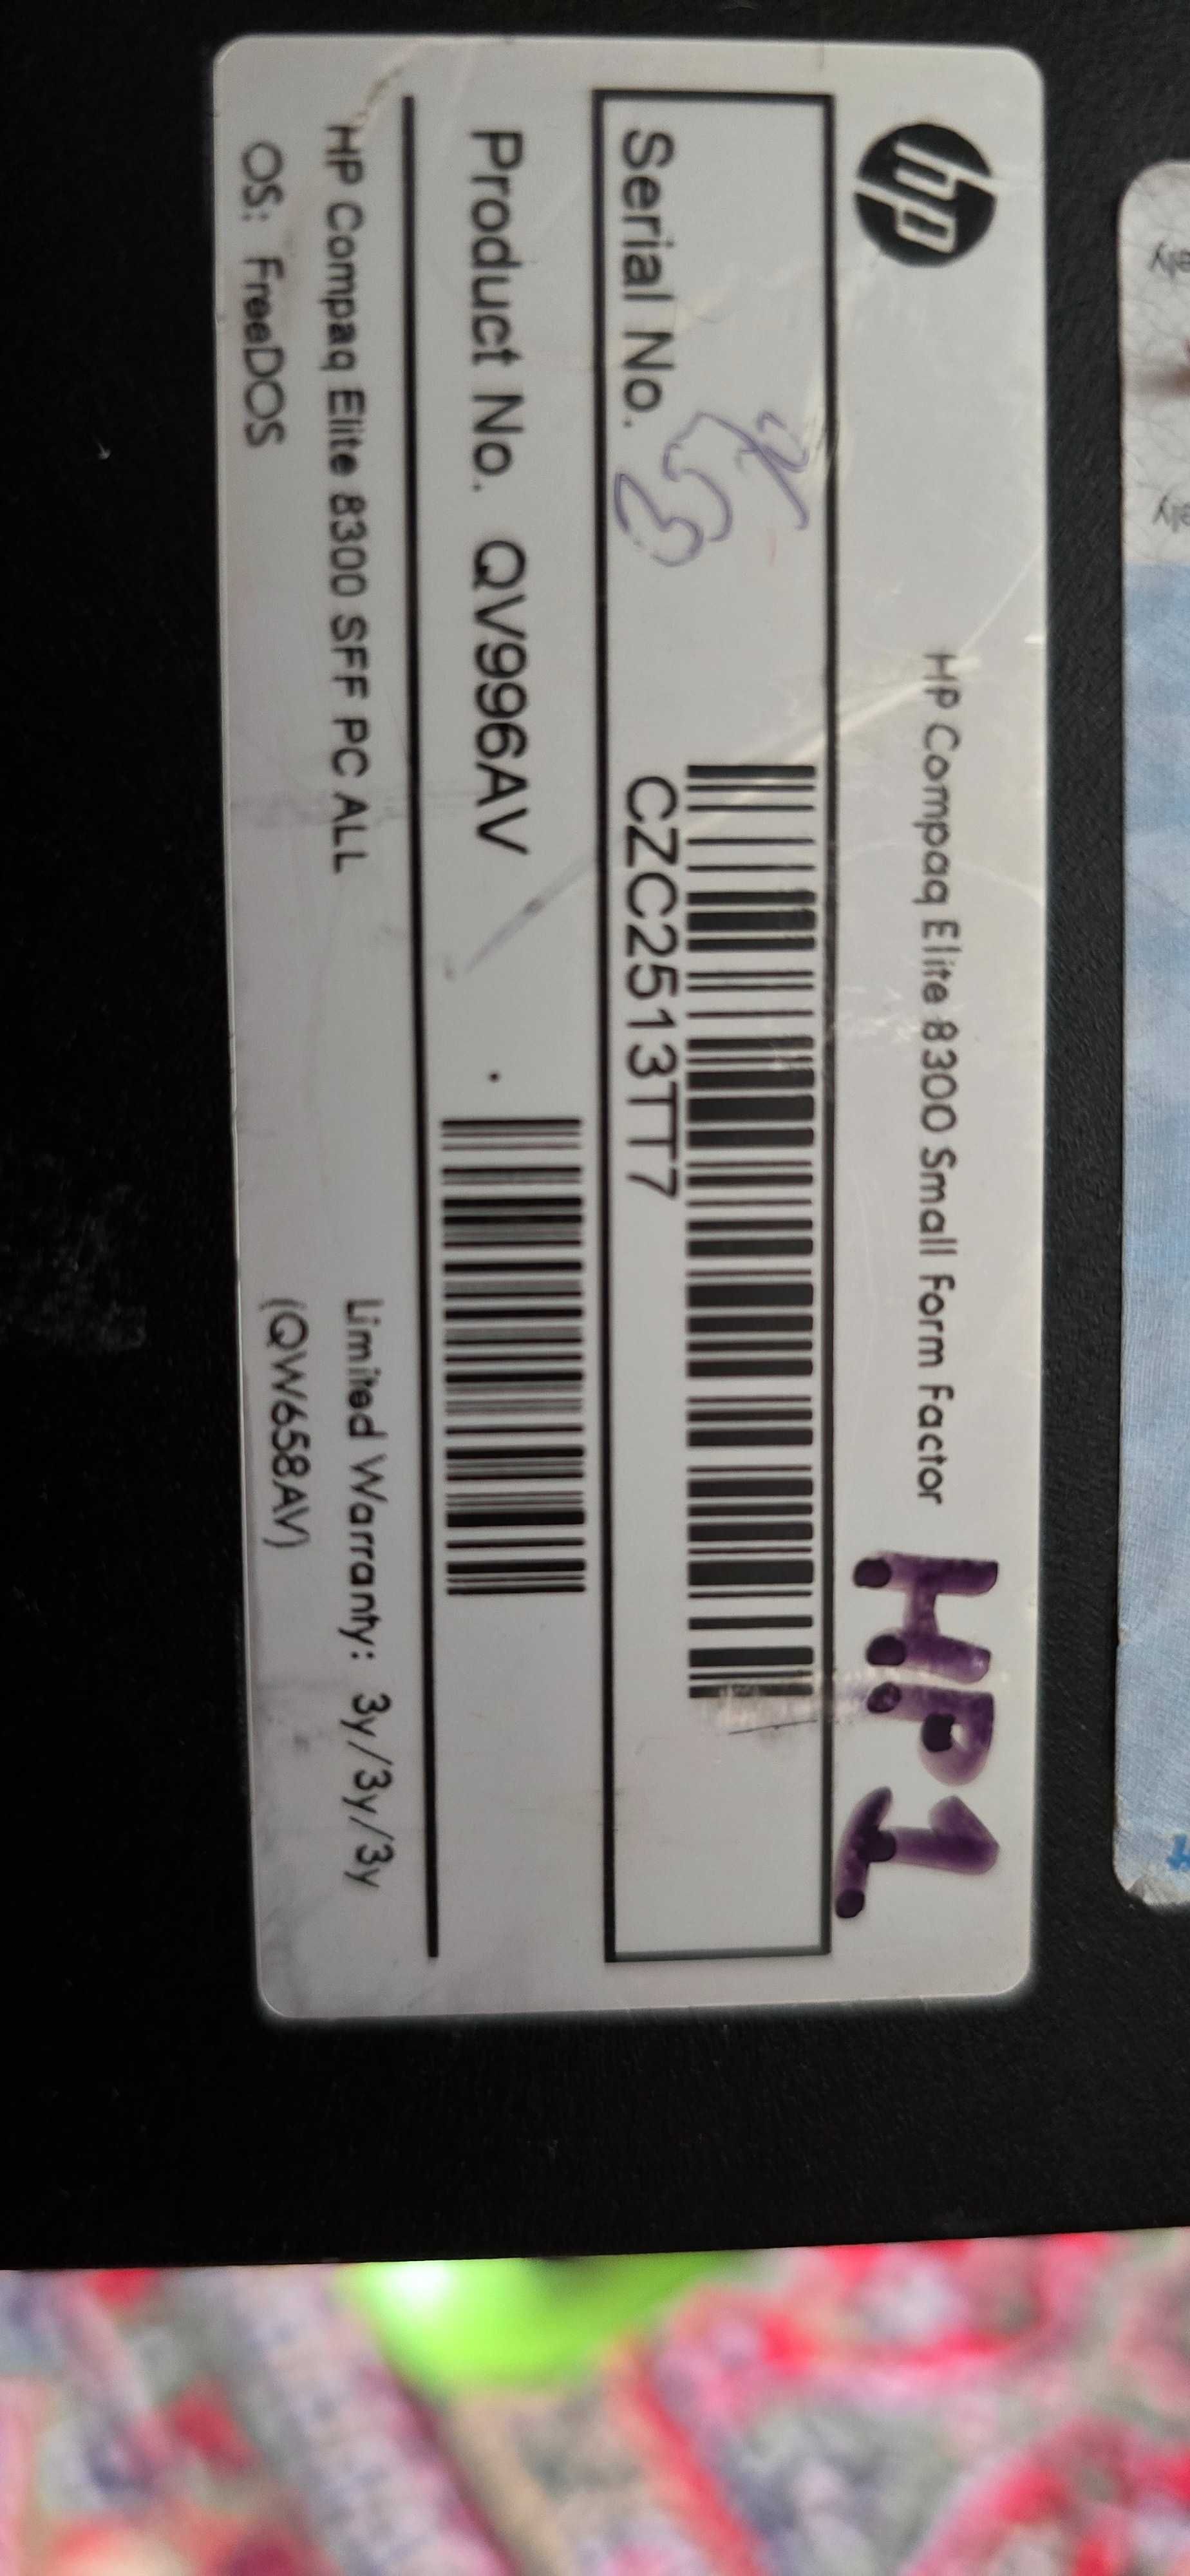 hp
HP Compaq Elite 8300 Small Form Factor
HP1
Serial No.
CZC2513TT7
Product No. QV996AV
HP Compaq Elite 8300 SFF PC ALL
Limited Warranty: 3y/3y/3y
OS: FreeDOS
(QW658AV)